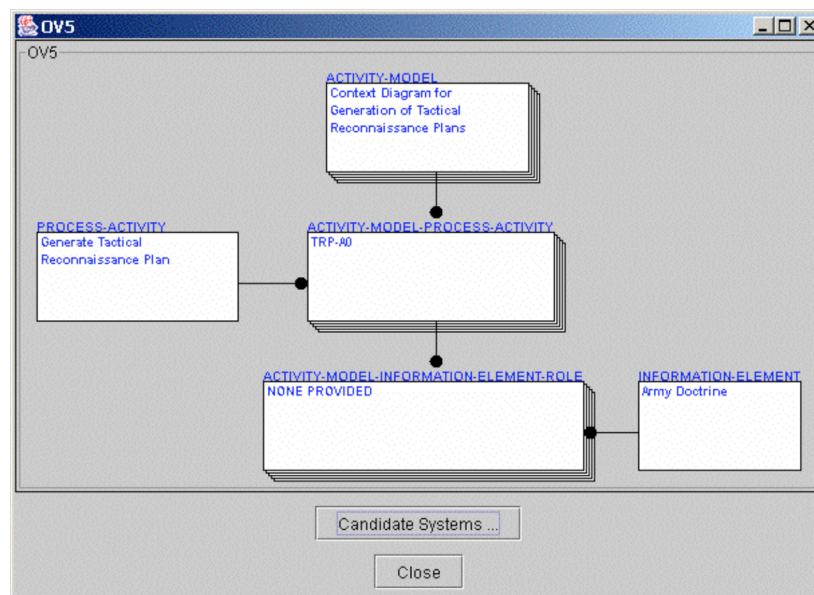 OV5
OV5
ACTIVITY-MODEL
Context Diagram for
Generation of Tactical
Reconnaissance Plans
PROCESS-ACTIVITY
Generate Tactical
Reconnaissance Plan
ACTIVITY-MODEL-PROCESS-ACTIVITY
TRP-A0
ACTIVITY-MODEL-INFORMATION-ELEMENT-ROLE
NONE PROVIDED
INFORMATION-ELEMENT
Army Doctrine
Candidate Systems ...
Close